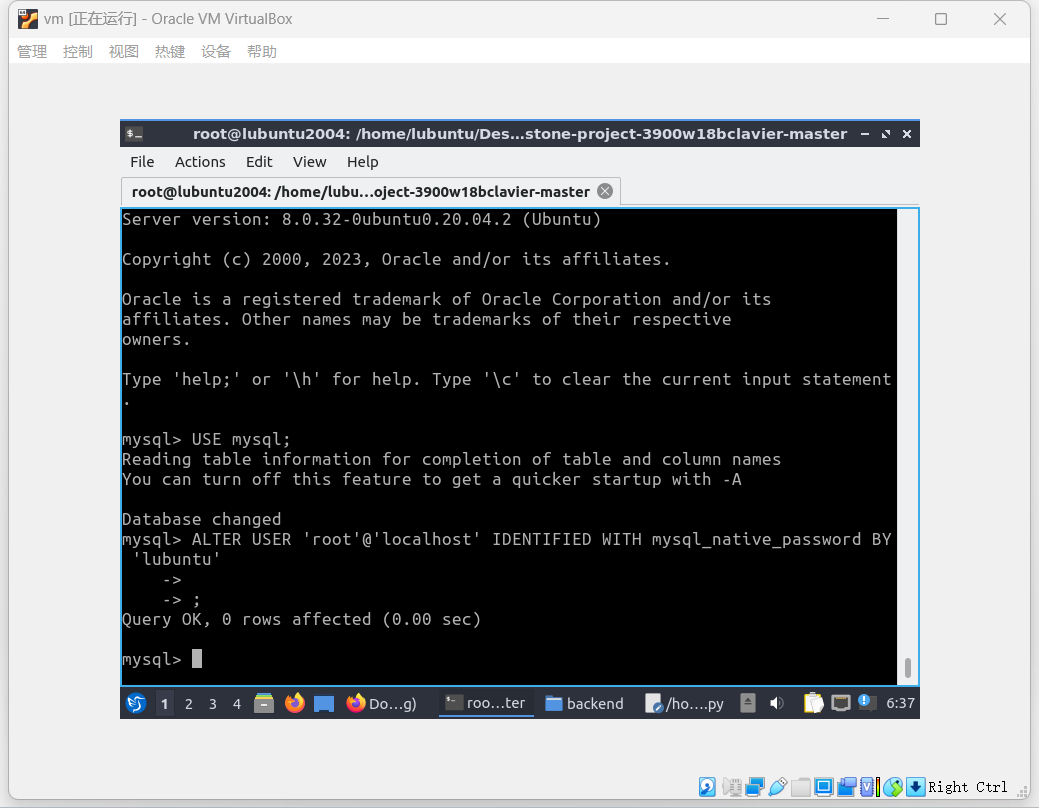 vm [正在运行] - Oracle VM VirtualBox
管理 控制 视图 热键 设备 帮助
root@lubuntu2004: /home/lubuntu/Des...stone-project-3900w18bclavier-master
File Actions Edit View Help
root@lubuntu2004: /home/lubu...oject-3900w18bclavier-master
Server version: 8.0.32-0ubuntu0.20.04.2 (Ubuntu)
Copyright (c) 2000, 2023, Oracle and/or its affiliates.
Oracle is a registered trademark of Oracle Corporation and/or its
affiliates. Other names may be trademarks of their respective
owners.
Type 'help;' or '\h' for help. Type '\c' to clear the current input statement
.
mysql> USE mysql;
Reading table information for completion of table and column names
You can turn off this feature to get a quicker startup with -A
Database changed
mysql> ALTER USER 'root'@'localhost' IDENTIFIED WITH mysql_native_password BY
'lubuntu'
->
-> ;
Query OK, 0 rows affected (0.00 sec)
mysql>
1 2 3 4 Do...g) roo...ter backend /ho....py 6:37
Right Ctrl